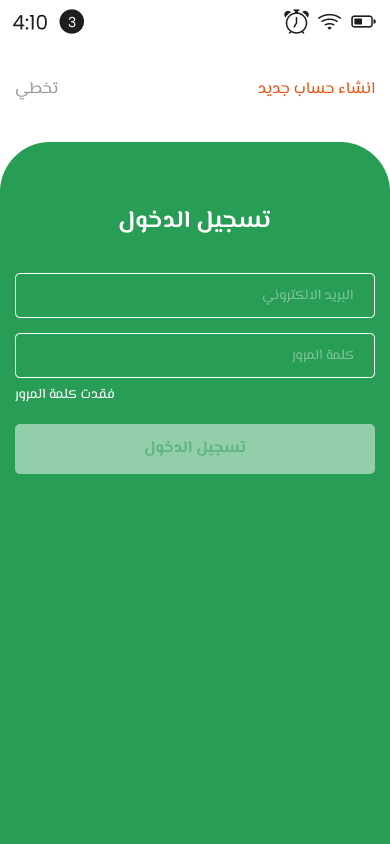 4:10 3
انشاء حساب جديد تخطي
تسجيل الدخول
البريد الالكتروني
كلمة المرور
فقدت كلمة المرور
تسجيل الدخول